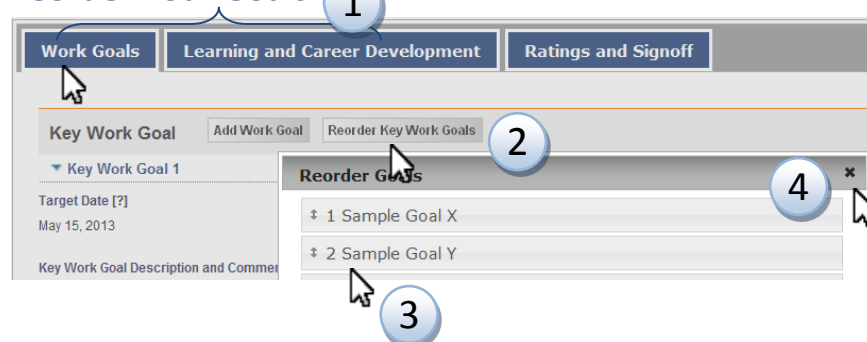 1
Work Goals Learning and Career Development Ratings and Signoff
Key Work Goal Add Work Goal Reorder Key Work Goals 2
Key Work Goal 1
Reorder Goals 4
Target Date [?]
1 Sample Goal X
May 15, 2013
2 Sample Goal Y
Key Work Goal Description and
3